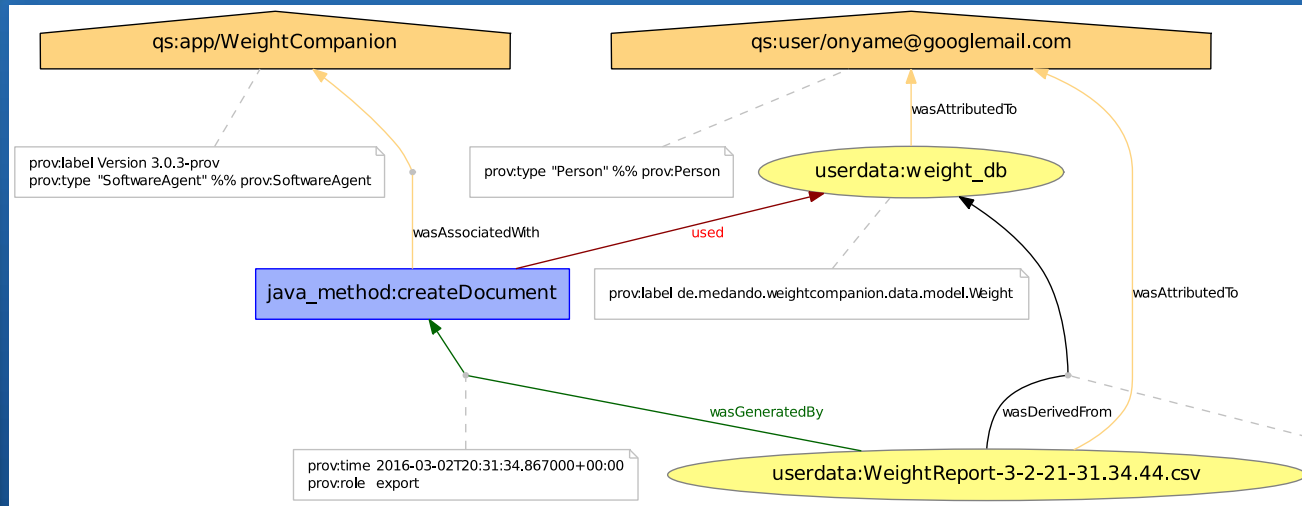 qs:app/WeightCompanion
qs:user/onyame@googlemail.com
wasAttributedTo
prov:label Version 3.0.3-prov
prov:type "SoftwareAgent" %% prov:SoftwareAgent
prov:type "Person" %% prov:Person
userdata:weight_db
wasAssociatedWith
used
java_method:createDocument
prov:label de.medando.weightcompanion.data.model.Weight
wasAttributedTo
wasGeneratedBy
wasDerivedFrom
prov:time 2016-03-02T20:31:34.867000+00:00
prov:role export
userdata:WeightReport-3-2-21-31.34.44.csv